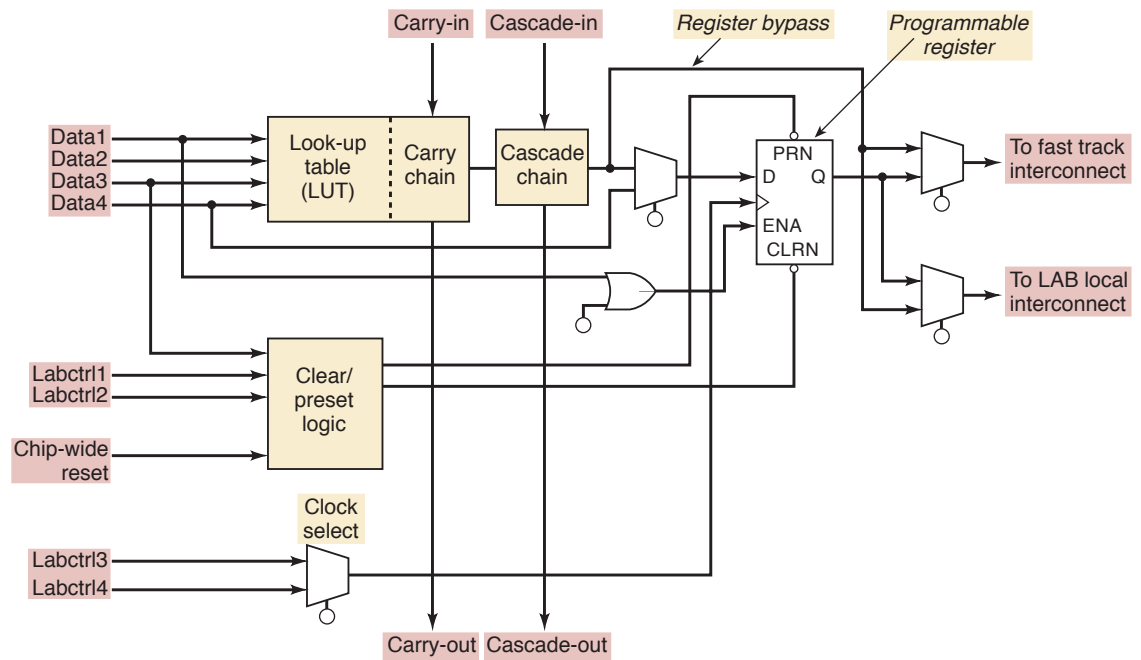 Carry-in
Cascade-in
Register bypass
Programmable
register
Data1
Data2
Data3
Data4
Look-up
table
(LUT)
Carry
chain
Cascade
chain
PRN
D
Q
ENA
CLRN
To fast track
interconnect
To LAB local
interconnect
Labctrl1
Labctrl2
Chip-wide
reset
Clear/
preset
logic
Clock
select
Labctrl3
Labctrl4
Carry-out
Cascade-out